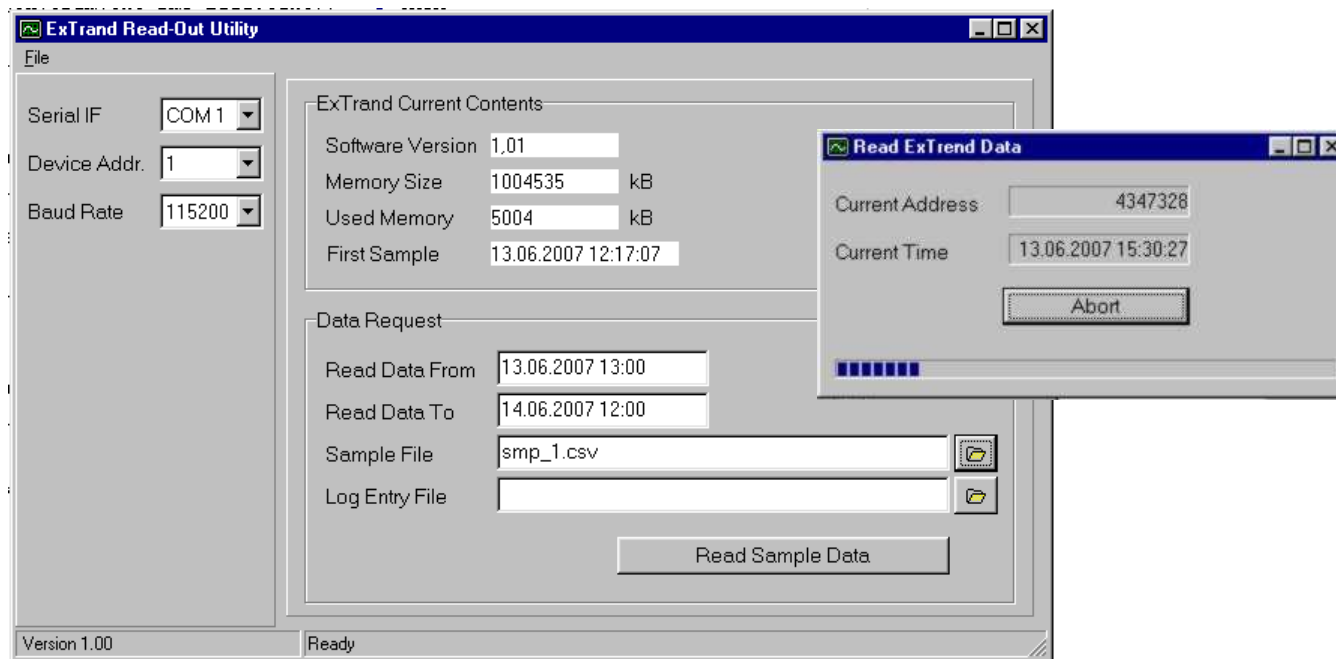 ExTrand Read-Out Utility
File
Serial IF COM 1
Device Addr. 1
Baud Rate 115200
ExTrand Current Contents
Software Version 1,01
Memory Size 1004535 kB
Used Memory 5004 kB
First Sample 13.06.2007 12:17:07
Data Request
Read Data From 13.06.2007 13:00
Read Data To 14.06.2007 12:00
Sample File smp_1.csv
Log Entry File
Read Sample Data
Version 1.00 Ready
Read ExTrend Data
Current Address 4347328
Current Time 13.06.2007 15:30:27
Abort